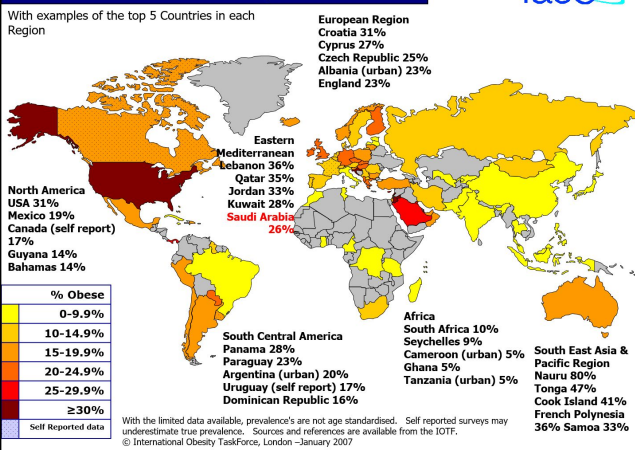 With examples of the top 5 Countries in each
Region
European Region
Croatia 31%
Cyprus 27%
Czech Republic 25%
Albania (urban) 23%
England 23%
Eastern
Mediterranean
Lebanon 36%
Qatar 35%
Jordan 33%
Kuwait 28%
Saudi Arabia
26%
North America
USA 31%
Mexico 19%
Canada (self report)
17%
Guyana 14%
Bahamas 14%
% Obese
0-9.9%
10-14.9%
15-19.9%
20-24.9%
25-29.9%
≥30%
Self Reported data
South Central America
Panama 28%
Paraguay 23%
Argentina (urban) 20%
Uruguay (self report) 17%
Dominican Republic 16%
Africa
South Africa 10%
Seychelles 9%
Cameroon (urban) 5%
Ghana 5%
Tanzania (urban) 5%
South East Asia &
Pacific Region
Nauru 80%
Tonga 47%
Cook Island 41%
French Polynesia
36% Samoa 33%
With the limited data available, prevalence's are not age standardised. Self reported surveys may
underestimate true prevalence. Sources and references are available from the IOTF.
© International Obesity TaskForce, London –January 2007